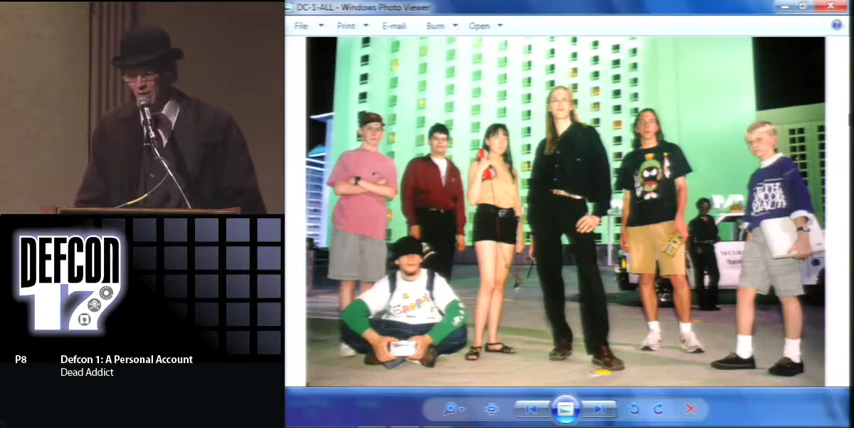 DC-1-ALL - Windows Photo Viewer
File Print E-mail Burn Open
SECURITY
DEFCON
17
P8 Defcon 1: A Personal Account
Dead Addict